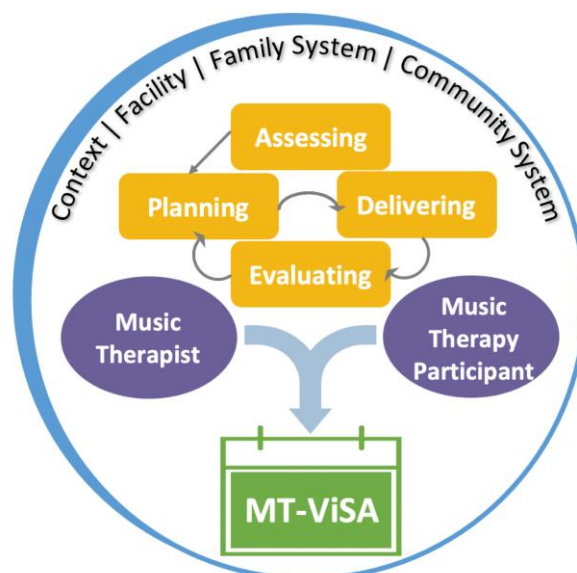 Context | Facility | Family System | Community System
Assessing
Planning
Delivering
Evaluating
Music
Therapist
Music
Therapy
Participant
MT-ViSA